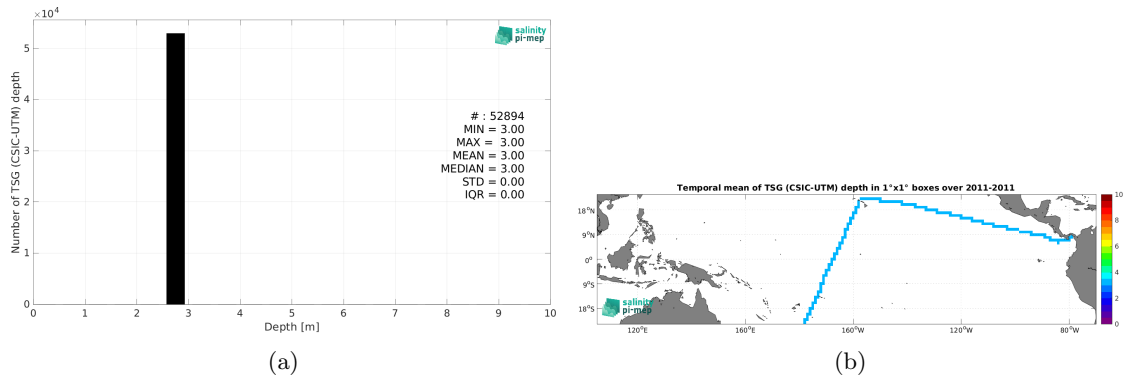 ×10⁴
5
4
3
2
1
0
Number of TSG (CSIC-UTM) depth
salinity
pi-mep
# : 52894
MIN = 3.00
MAX = 3.00
MEAN = 3.00
MEDIAN = 3.00
STD = 0.00
IQR = 0.00
0 1 2 3 4 5 6 7 8 9 10
Depth [m]
(a)
Temporal mean of TSG (CSIC-UTM) depth in 1°x1° boxes over 2011-2011
18°N
9°N
0°
9°S
18°S
salinity
pi-mep
120°E 160°E 160°W 120°W 80°W
10
8
6
4
2
0
(b)